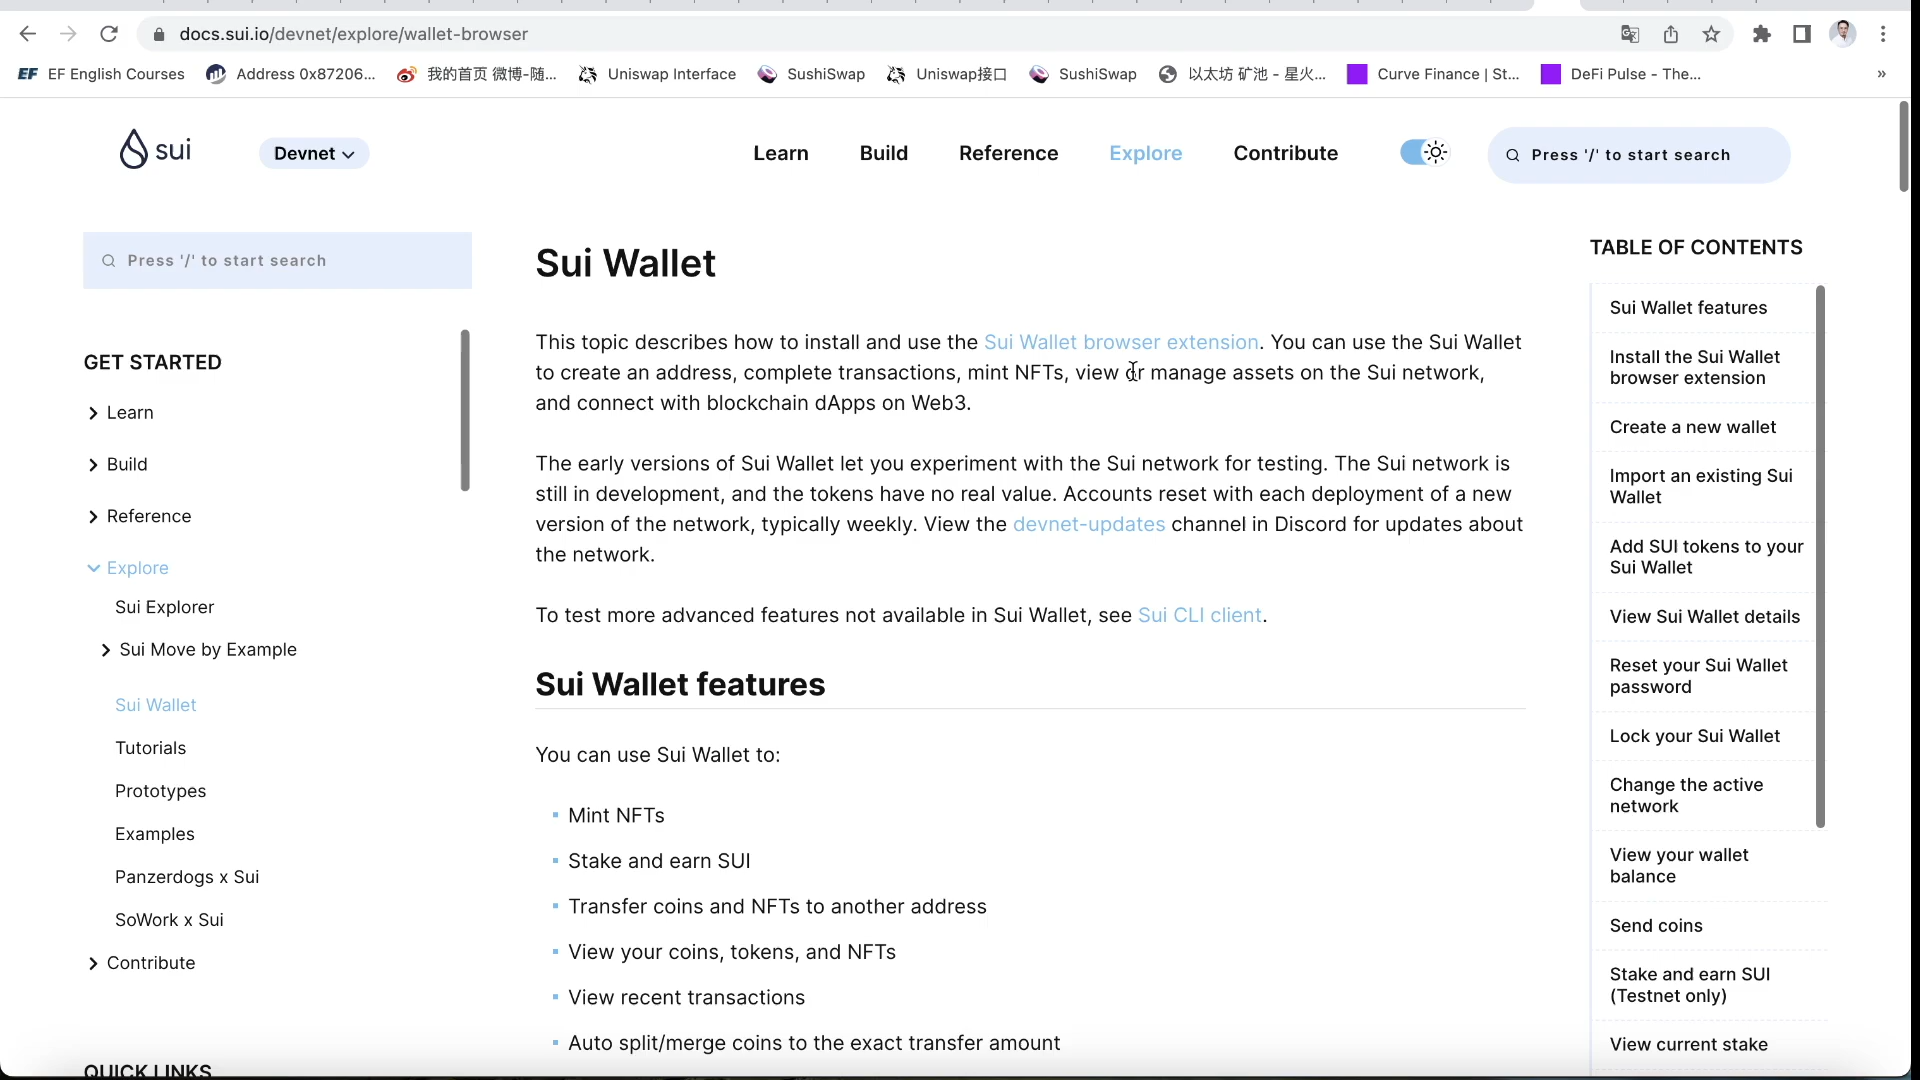 docs.sui.io/devnet/explore/wallet-browser
EF EF English Courses
Address 0x87206...
我的首页 微博-随...
Uniswap Interface
SushiSwap
Uniswap接口
SushiSwap
以太坊 矿池 - 星火...
Curve Finance | St...
DeFi Pulse - The...
»
sui
Devnet
Learn
Build
Reference
Explore
Contribute
Press '/' to start search
Press '/' to start search
GET STARTED
Learn
Build
Reference
Explore
Sui Explorer
Sui Move by Example
Sui Wallet
Tutorials
Prototypes
Examples
Panzerdogs x Sui
SoWork x Sui
Contribute
QUICK LINKS
Sui Wallet
This topic describes how to install and use the Sui Wallet browser extension. You can use the Sui Wallet
to create an address, complete transactions, mint NFTs, view or manage assets on the Sui network,
and connect with blockchain dApps on Web3.
The early versions of Sui Wallet let you experiment with the Sui network for testing. The Sui network is
still in development, and the tokens have no real value. Accounts reset with each deployment of a new
version of the network, typically weekly. View the devnet-updates channel in Discord for updates about
the network.
To test more advanced features not available in Sui Wallet, see Sui CLI client.
Sui Wallet features
You can use Sui Wallet to:
Mint NFTs
Stake and earn SUI
Transfer coins and NFTs to another address
View your coins, tokens, and NFTs
View recent transactions
Auto split/merge coins to the exact transfer amount
TABLE OF CONTENTS
Sui Wallet features
Install the Sui Wallet
browser extension
Create a new wallet
Import an existing Sui
Wallet
Add SUI tokens to your
Sui Wallet
View Sui Wallet details
Reset your Sui Wallet
password
Lock your Sui Wallet
Change the active
network
View your wallet
balance
Send coins
Stake and earn SUI
(Testnet only)
View current stake